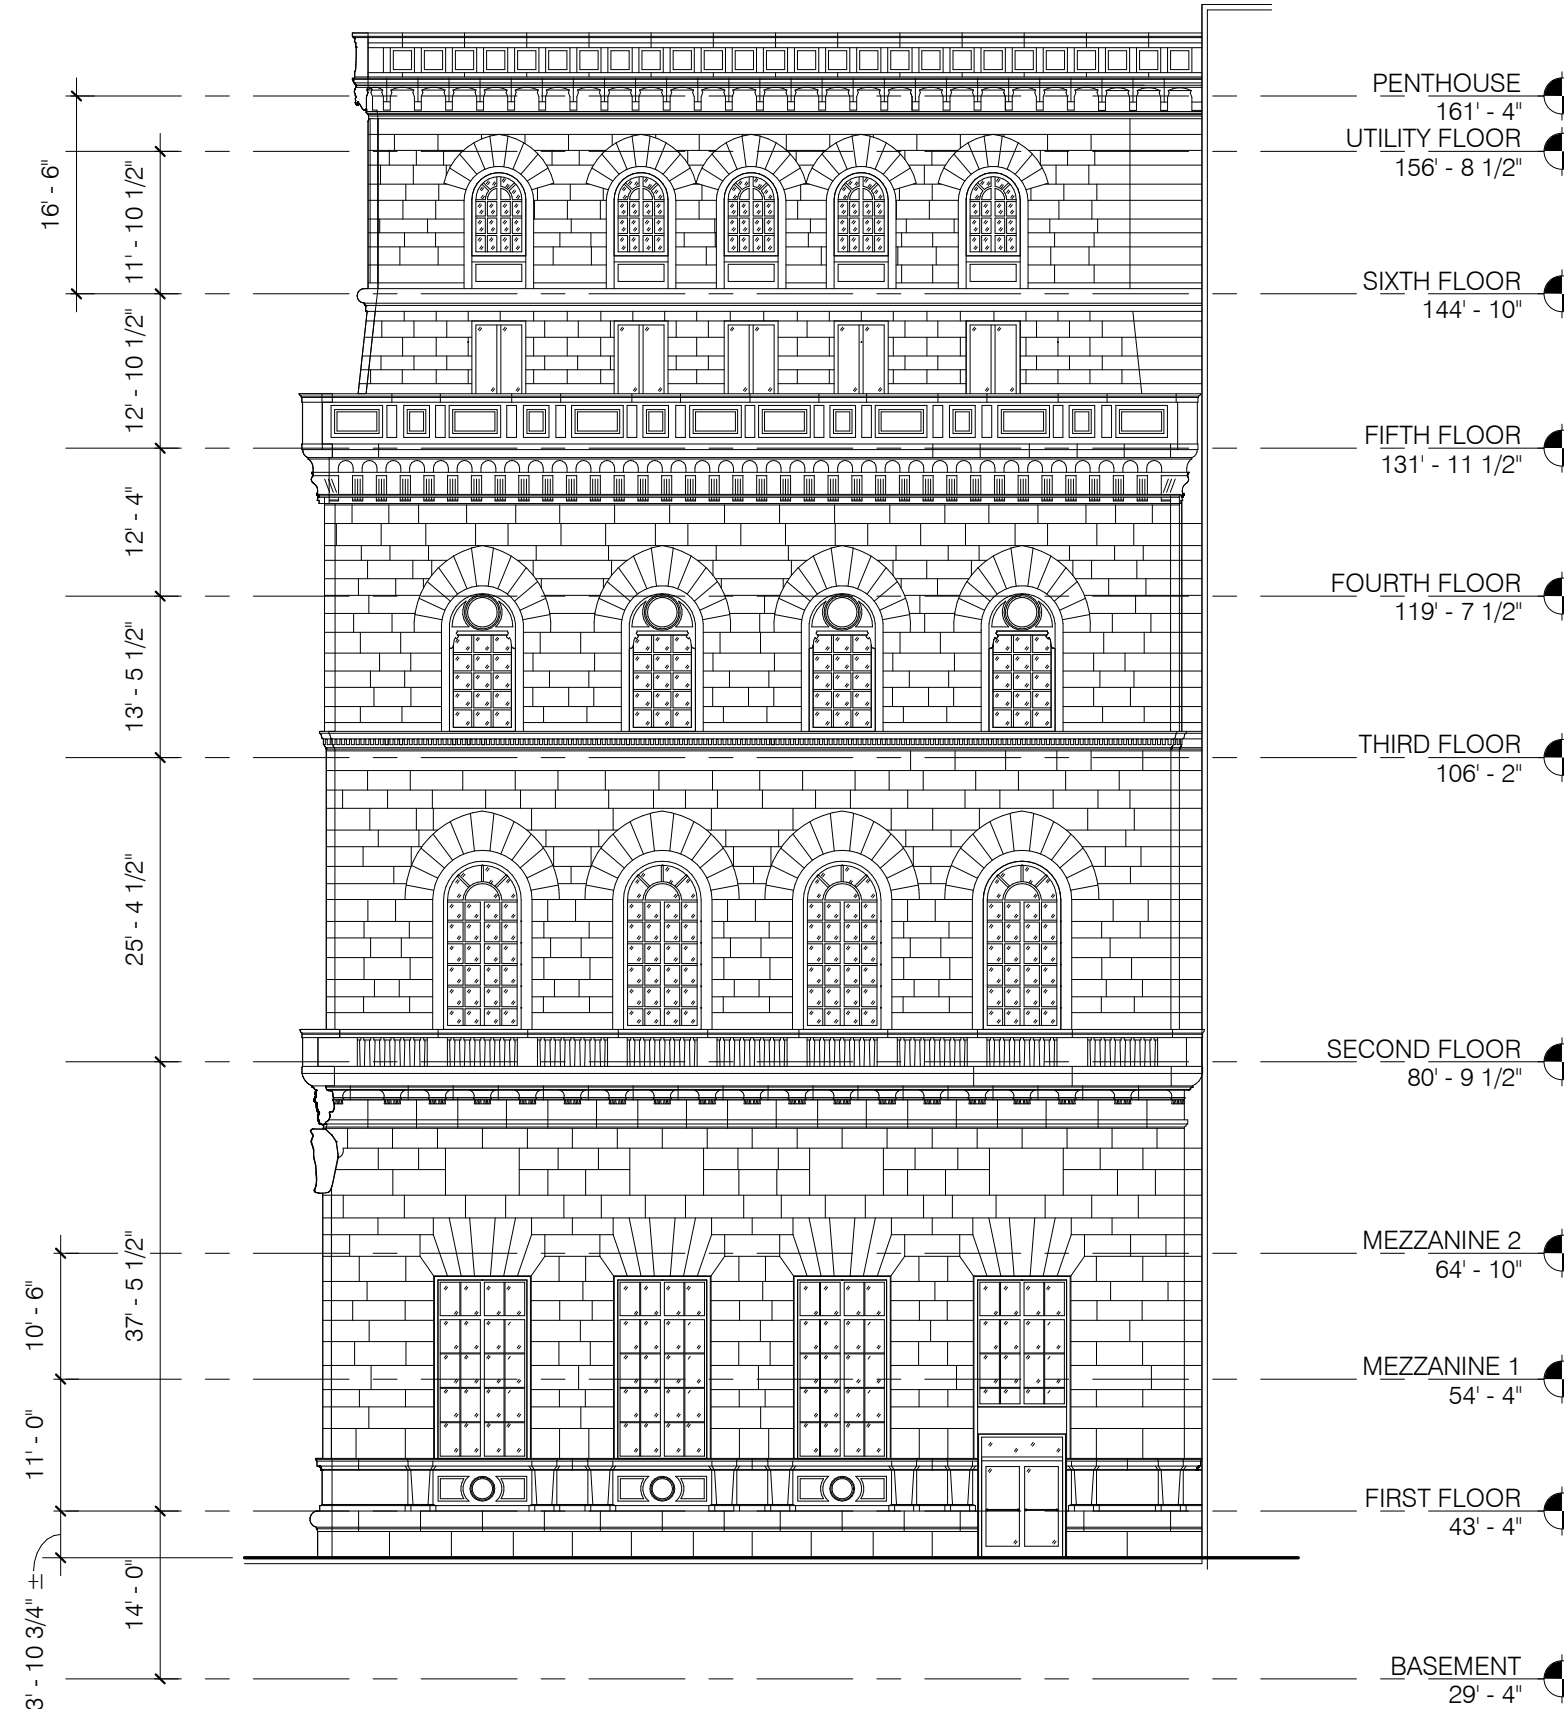 PENTHOUSE
161' - 4"
UTILITY FLOOR
156' - 8 1/2"
SIXTH FLOOR
144' - 10"
FIFTH FLOOR
131' - 11 1/2"
FOURTH FLOOR
119' - 7 1/2"
THIRD FLOOR
106' - 2"
SECOND FLOOR
80' - 9 1/2"
MEZZANINE 2
64' - 10"
MEZZANINE 1
54' - 4"
FIRST FLOOR
43' - 4"
BASEMENT
29' - 4"
16' - 6"
11' - 10 1/2"
12' - 10 1/2"
12' - 4"
13' - 5 1/2"
25' - 4 1/2"
37' - 5 1/2"
10' - 6"
11' - 0"
14' - 0"
3' - 10 3/4" ±